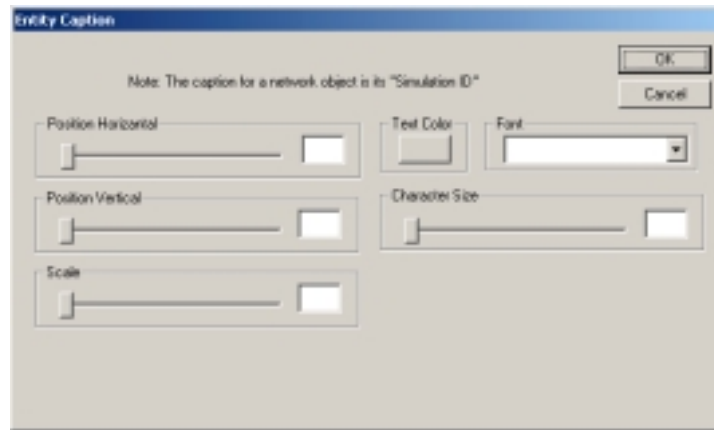 Entity Caption
OK
Note: The caption for a network object is its "Simulation ID"
Cancel
Position Horizantal
Text Color
Font
Position Vertical
Character Size
Scale